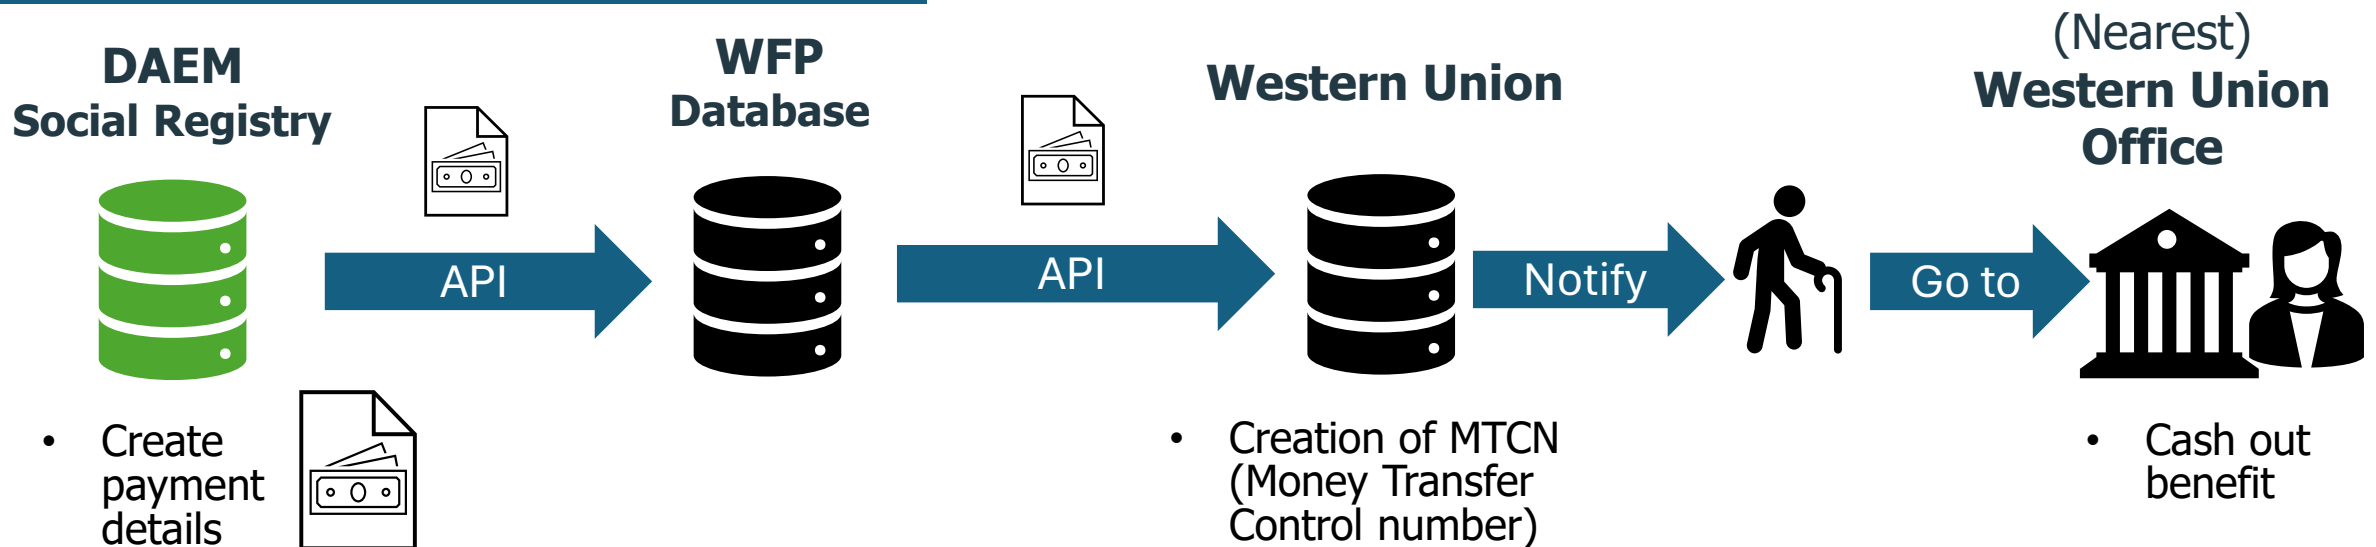 DAEM
Social Registry
WFP
Database
Western Union
(Nearest)
Western Union
Office
API
API
Notify
Go to
• Create
payment
details
• Creation of MTCN
(Money Transfer
Control number)
• Cash out
benefit